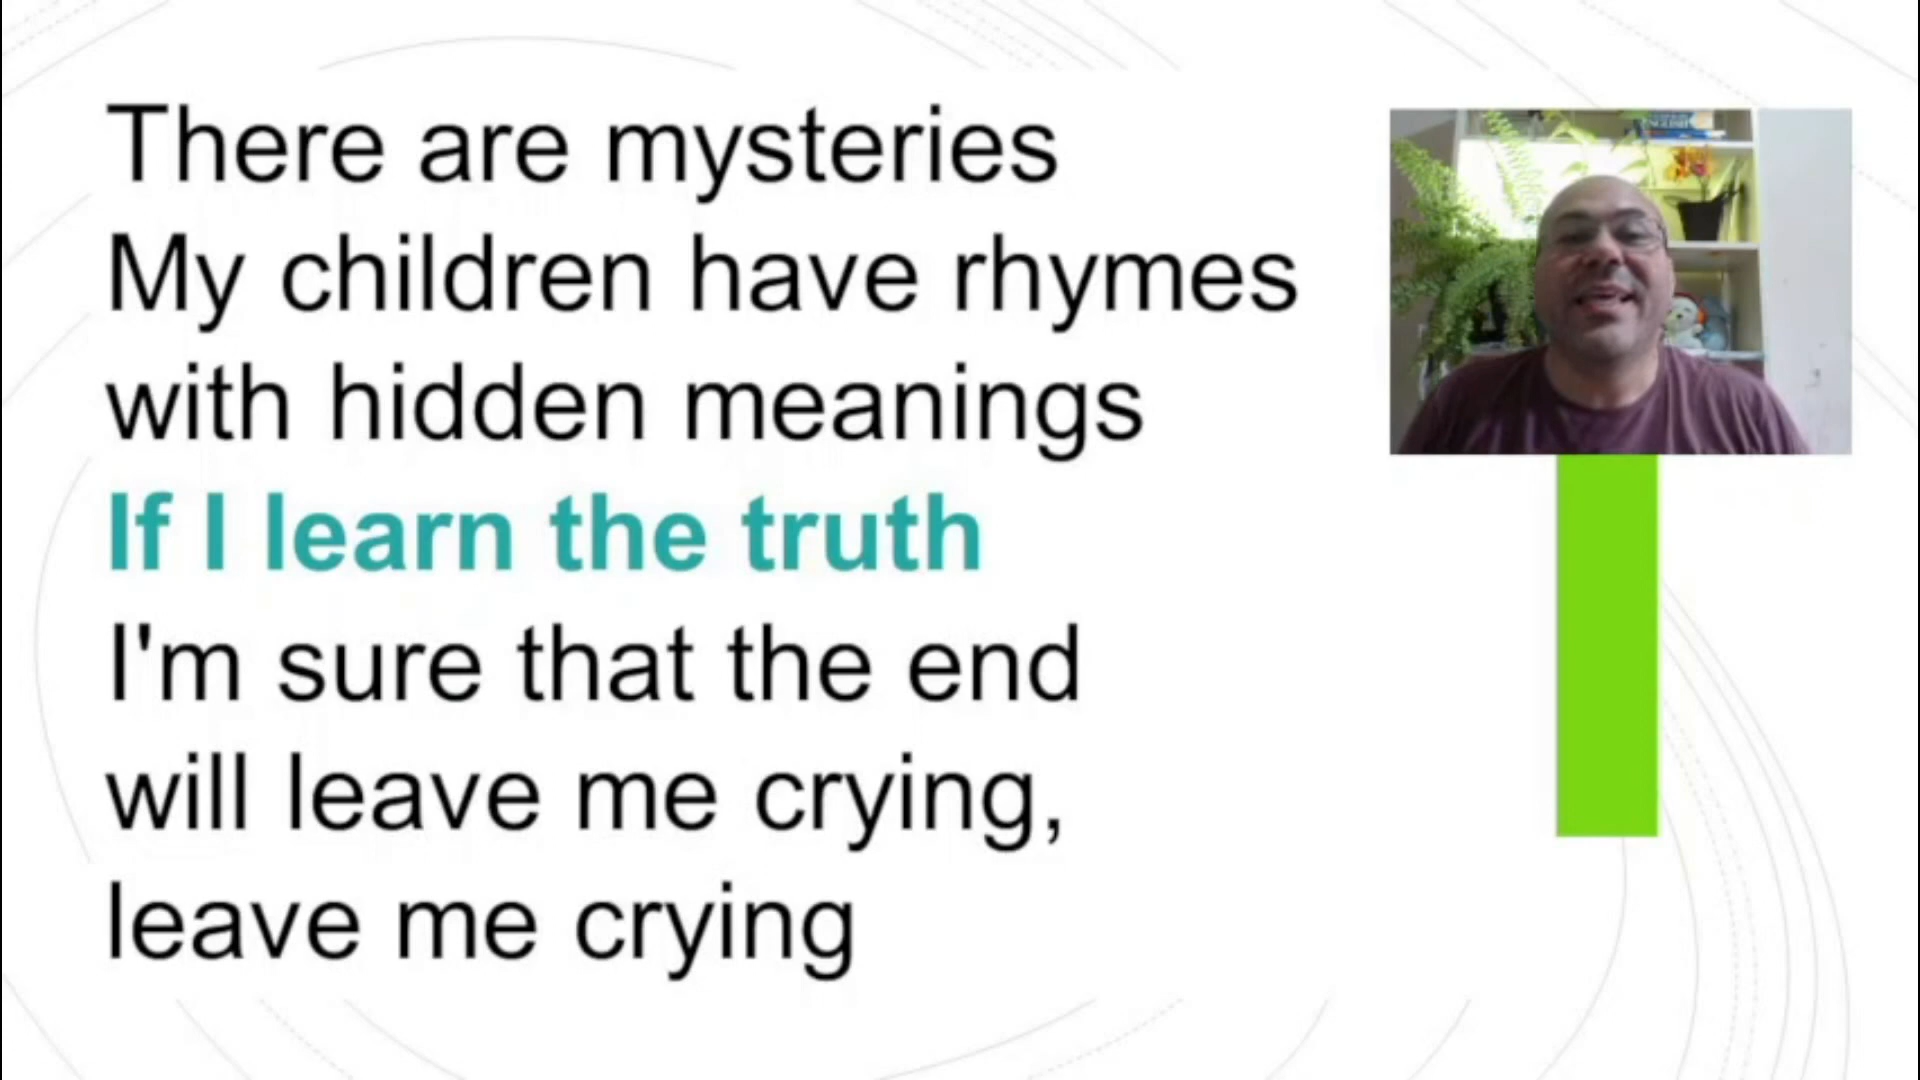 There are mysteries
My children have rhymes
with hidden meanings
If I learn the truth
I'm sure that the end
will leave me crying,
leave me crying
ENGLISH